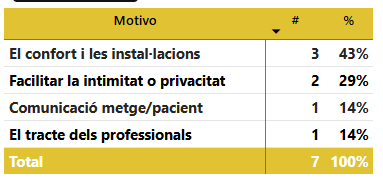 Motivo # %
El confort i les instal·lacions 3 43%
Facilitar la intimitat o privacitat 2 29%
Comunicació metge/pacient 1 14%
El tracte dels professionals 1 14%
Total 7 100%